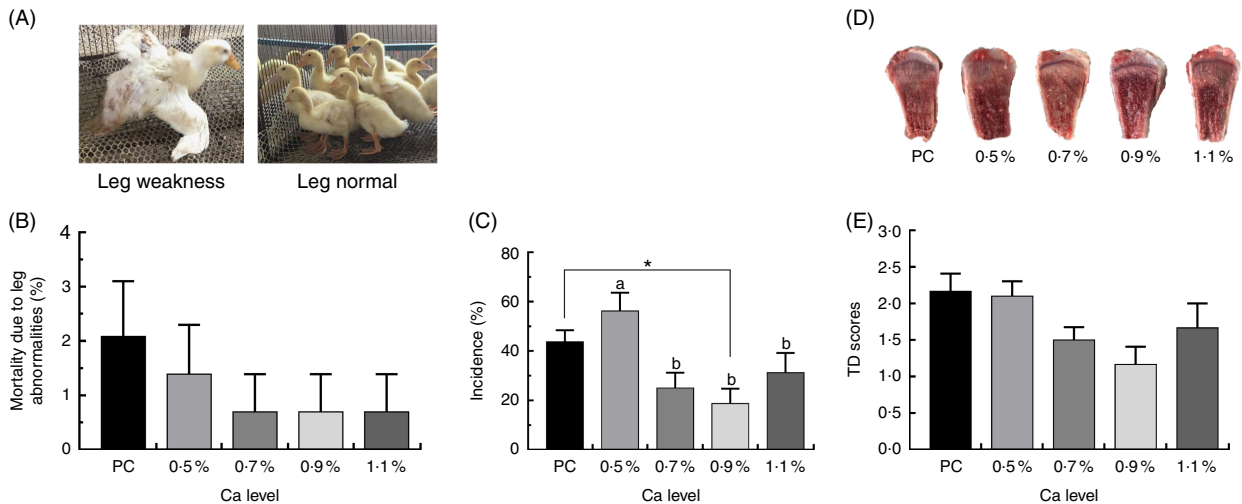 (A)
Leg weakness
Leg normal
(D)
PC 0·5 % 0·7 % 0·9 % 1·1 %
(B)
Mortality due to leg
abnormalities (%)
4
3
2
1
0
PC 0·5 % 0·7 % 0·9 % 1·1 %
Ca level
(C)
Incidence (%)
80
60
40
20
0
*
a
b
b
b
PC 0·5 % 0·7 % 0·9 % 1·1 %
Ca level
(E)
TD scores
3·0
2·5
2·0
1·5
1·0
0·5
0·0
PC 0·5 % 0·7 % 0·9 % 1·1 %
Ca level